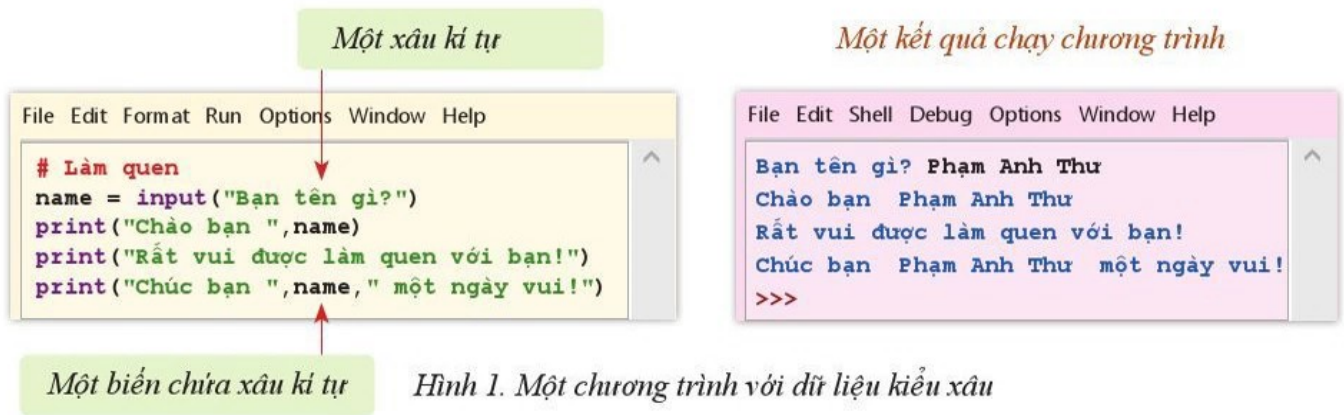 Một xâu kí tự
Một kết quả chạy chương trình
File Edit Format Run Options Window Help
# Làm quen
name = input("Bạn tên gì?")
print("Chào bạn ",name)
print("Rất vui được làm quen với bạn!")
print("Chúc bạn ",name," một ngày vui!")
File Edit Shell Debug Options Window Help
Bạn tên gì? Phạm Anh Thư
Chào bạn  Phạm Anh Thư
Rất vui được làm quen với bạn!
Chúc bạn  Phạm Anh Thư  một ngày vui!
>>>
Một biến chứa xâu kí tự
Hình 1. Một chương trình với dữ liệu kiểu xâu